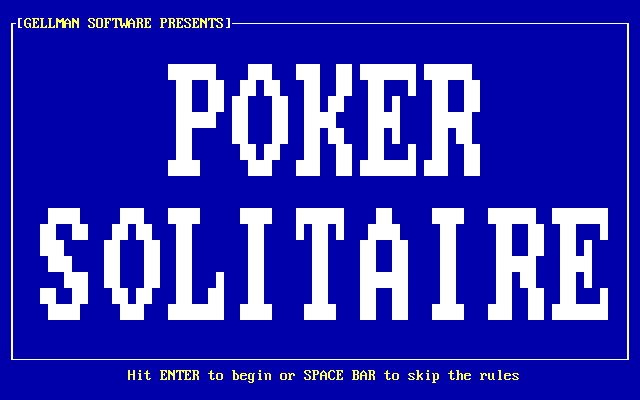 [GELLMAN SOFTWARE PRESENTS]
POKER
SOLITAIRE
Hit ENTER to begin or SPACE BAR to skip the rules